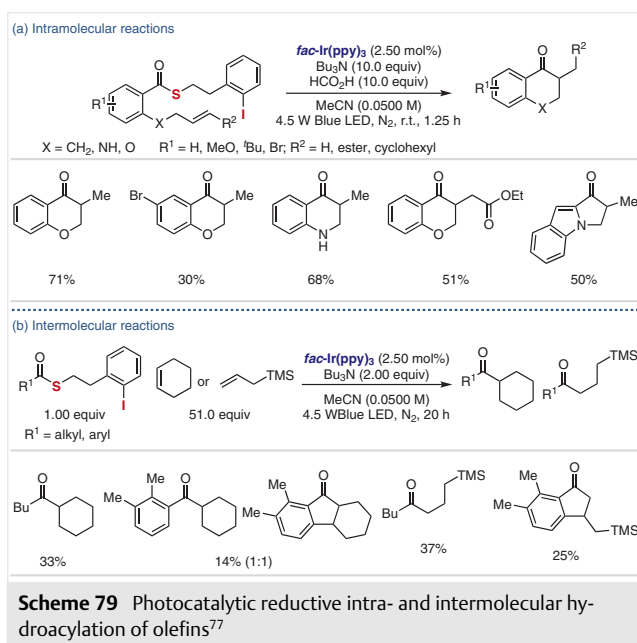 (a) Intramolecular reactions
O
S
R¹
X
R²
I
fac-Ir(ppy)₃ (2.50 mol%)
Bu₃N (10.0 equiv)
HCO₂H (10.0 equiv)
MeCN (0.0500 M)
4.5 W Blue LED, N₂, r.t., 1.25 h
O
R²
R¹
X
X = CH₂, NH, O R¹ = H, MeO, ᵗBu, Br; R² = H, ester, cyclohexyl
O
Me
O
71%
Br
O
Me
O
30%
O
Me
N
H
68%
O
OEt
O
O
51%
O
Me
N
50%
(b) Intermolecular reactions
O
R¹
S
I
1.00 equiv
R¹ = alkyl, aryl
or
TMS
51.0 equiv
fac-Ir(ppy)₃ (2.50 mol%)
Bu₃N (2.00 equiv)
MeCN (0.0500 M)
4.5 WBlue LED, N₂, 20 h
O
R¹
O
R¹
TMS
O
Bu
33%
Me
Me
O
Me
Me
O
14% (1:1)
O
Bu
TMS
37%
Me
Me
O
TMS
25%
Scheme 79 Photocatalytic reductive intra- and intermolecular hy-
droacylation of olefins⁷⁷